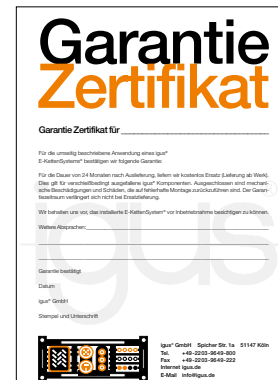 Garantie
Zertifikat
Garantie Zertifikat für
Für die umseitig beschriebene Anwendung eines igus®
E-KettenSystems® bestätigen wir folgende Garantie:
Für die Dauer von 24 Monaten nach Auslieferung, liefern wir kostenlos Ersatz (Lieferung ab Werk).
Dies gilt für verschleißbedingt ausgefallene igus® Komponenten. Ausgeschlossen sind mechani-
sche Beschädigungen und Schäden, die auf fehlerhafte Montage zurückzuführen sind. Der Garan-
tiezeitraum verlängert sich nicht bei Ersatzlieferung.
Wir behalten uns vor, das installierte E-KettenSystem® vor Inbetriebnahme besichtigen zu können.
Weitere Absprachen:
Garantie bestätigt
Datum
igus® GmbH
Stempel und Unterschrift
igus® GmbH Spicher Str. 1a 51147 Köln
Tel. +49-2203-9649-800
Fax +49-2203-9649-222
Internet igus.de
E-Mail info@igus.de
igus